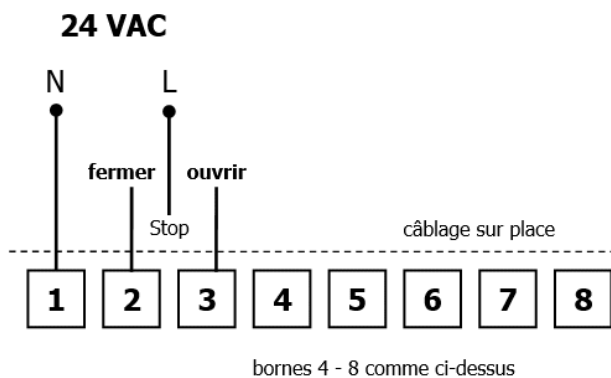 24 VAC
N L
fermer ouvrir
Stop câblage sur place
1 2 3 4 5 6 7 8
bornes 4 - 8 comme ci-dessus